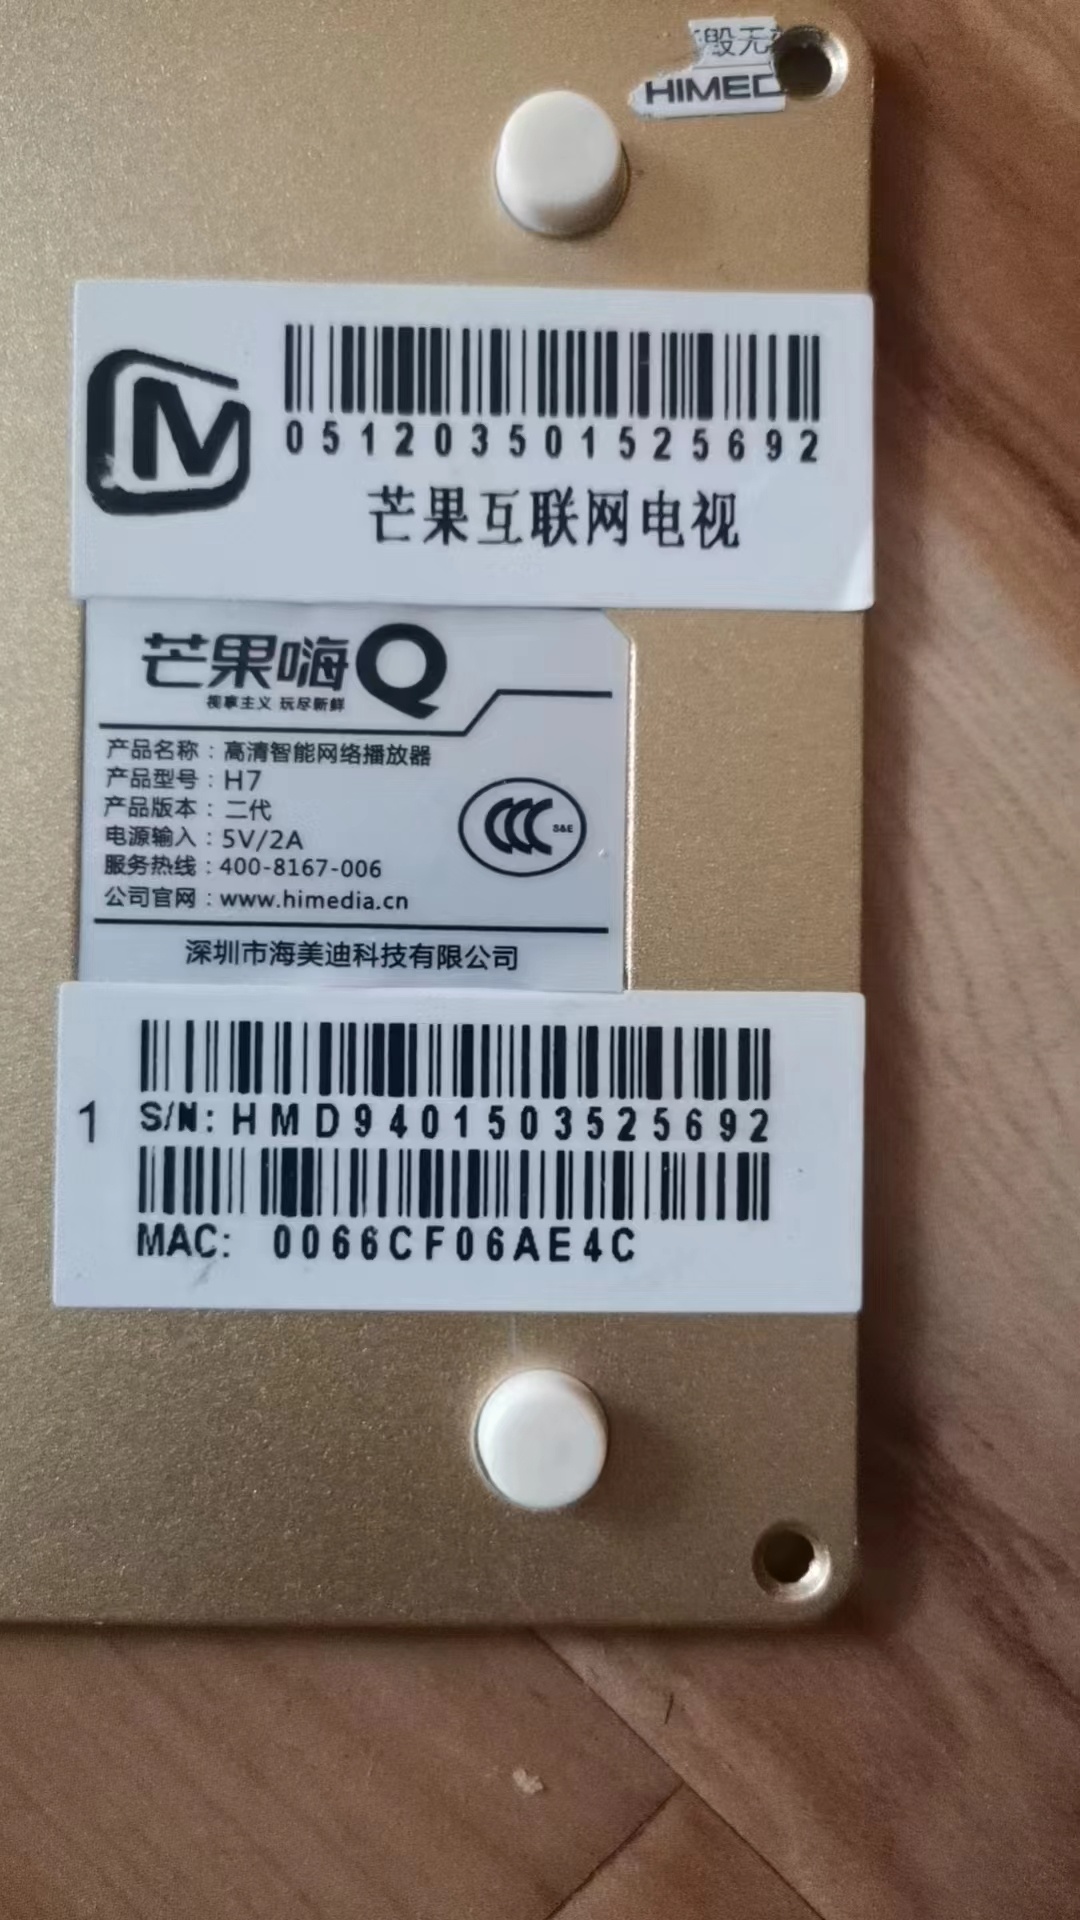 毁无
HIMED
051203501525692
芒果互联网电视
芒果嗨Q
视享主义 玩尽新鲜
产品名称：高清智能网络播放器
产品型号：H7
产品版本：二代
电源输入：5V/2A
服务热线：400-8167-006
公司官网：www.himedia.cn
S&E
深圳市海美迪科技有限公司
1
S/N: HMD9401503525692
MAC: 0066CF06AE4C